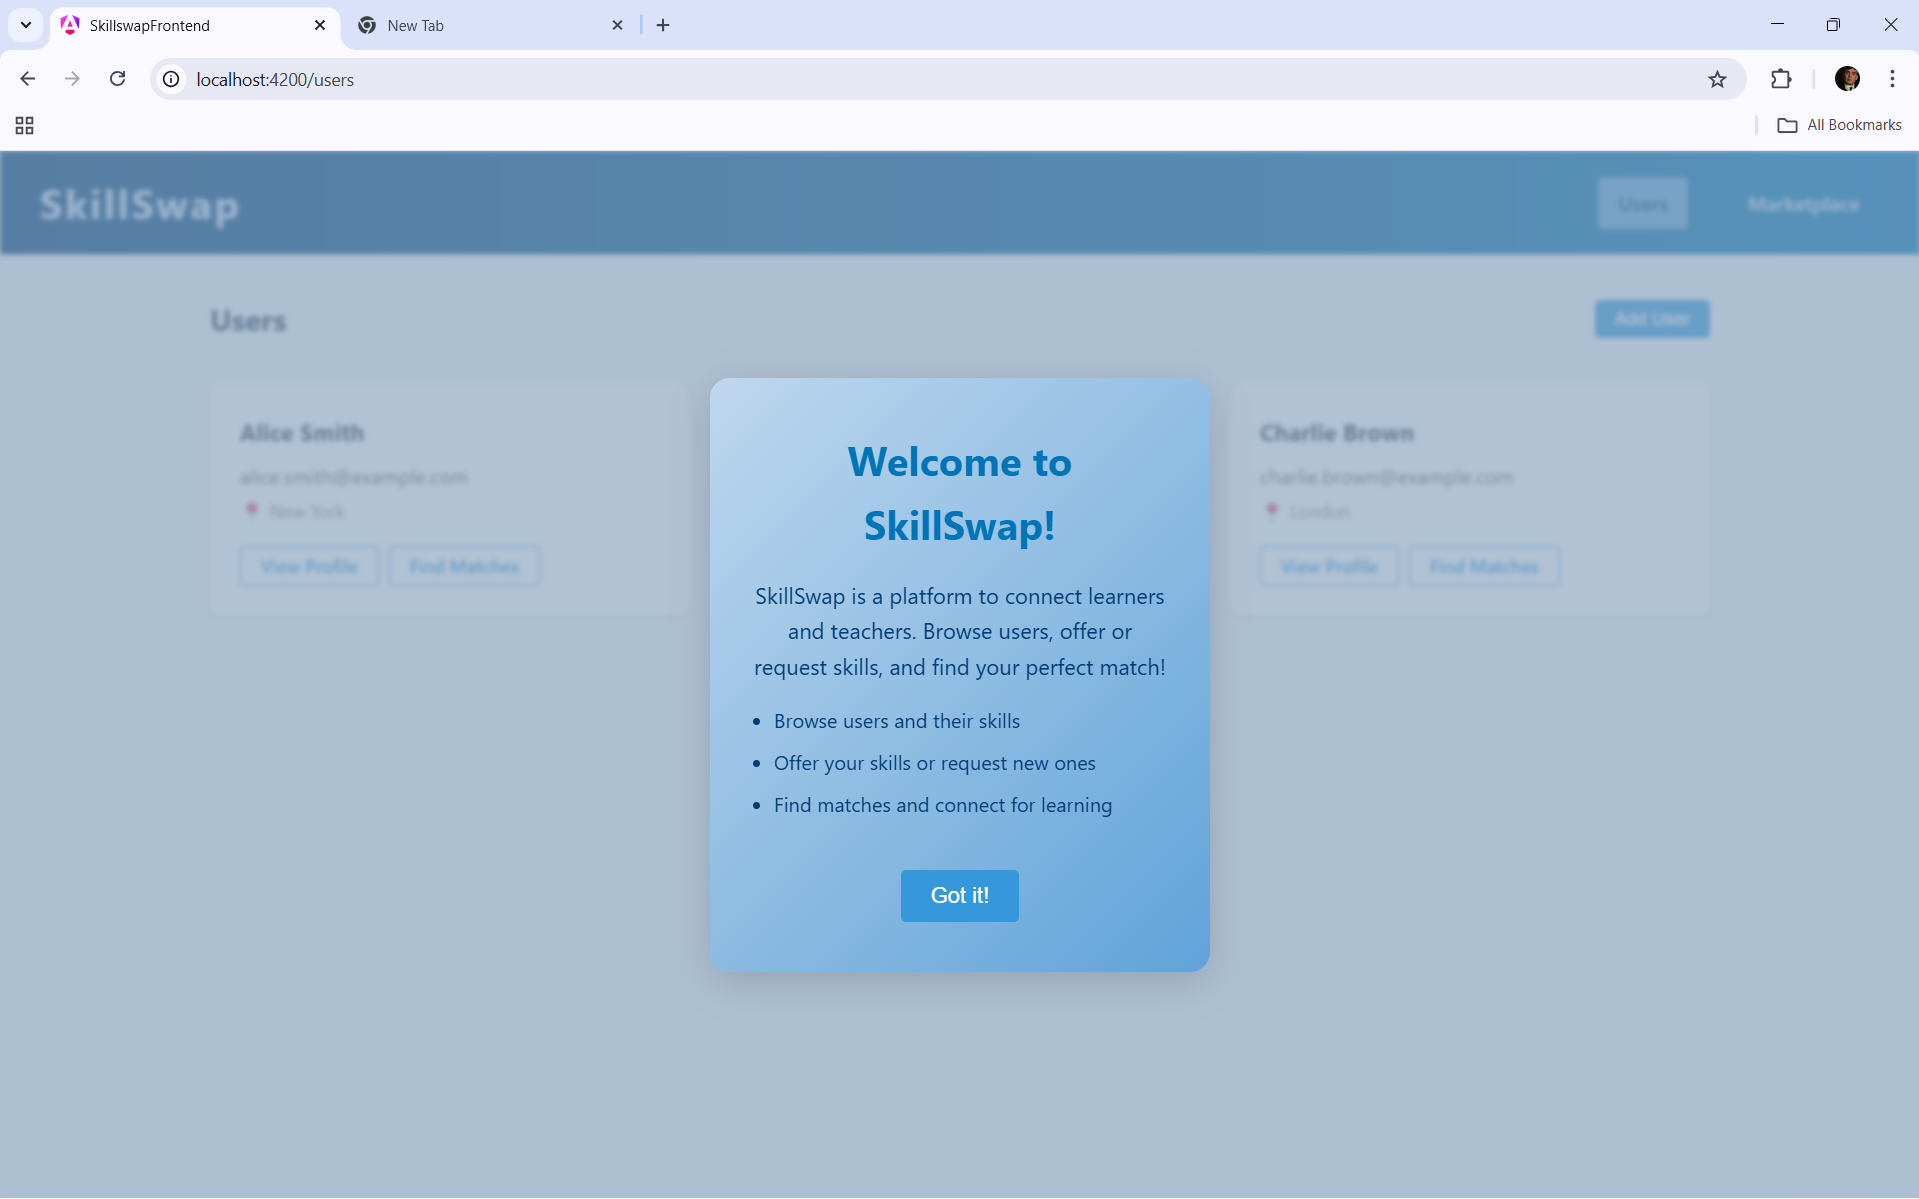 SkillswapFrontend
New Tab
localhost:4200/users
All Bookmarks
SkillSwap
Users
Marketplace
Users
Add User
Alice Smith
alice.smith@example.com
New York
View Profile
Find Matches
Charlie Brown
charlie.brown@example.com
London
View Profile
Find Matches
Welcome to
SkillSwap!
SkillSwap is a platform to connect learners
and teachers. Browse users, offer or
request skills, and find your perfect match!
• Browse users and their skills
• Offer your skills or request new ones
• Find matches and connect for learning
Got it!